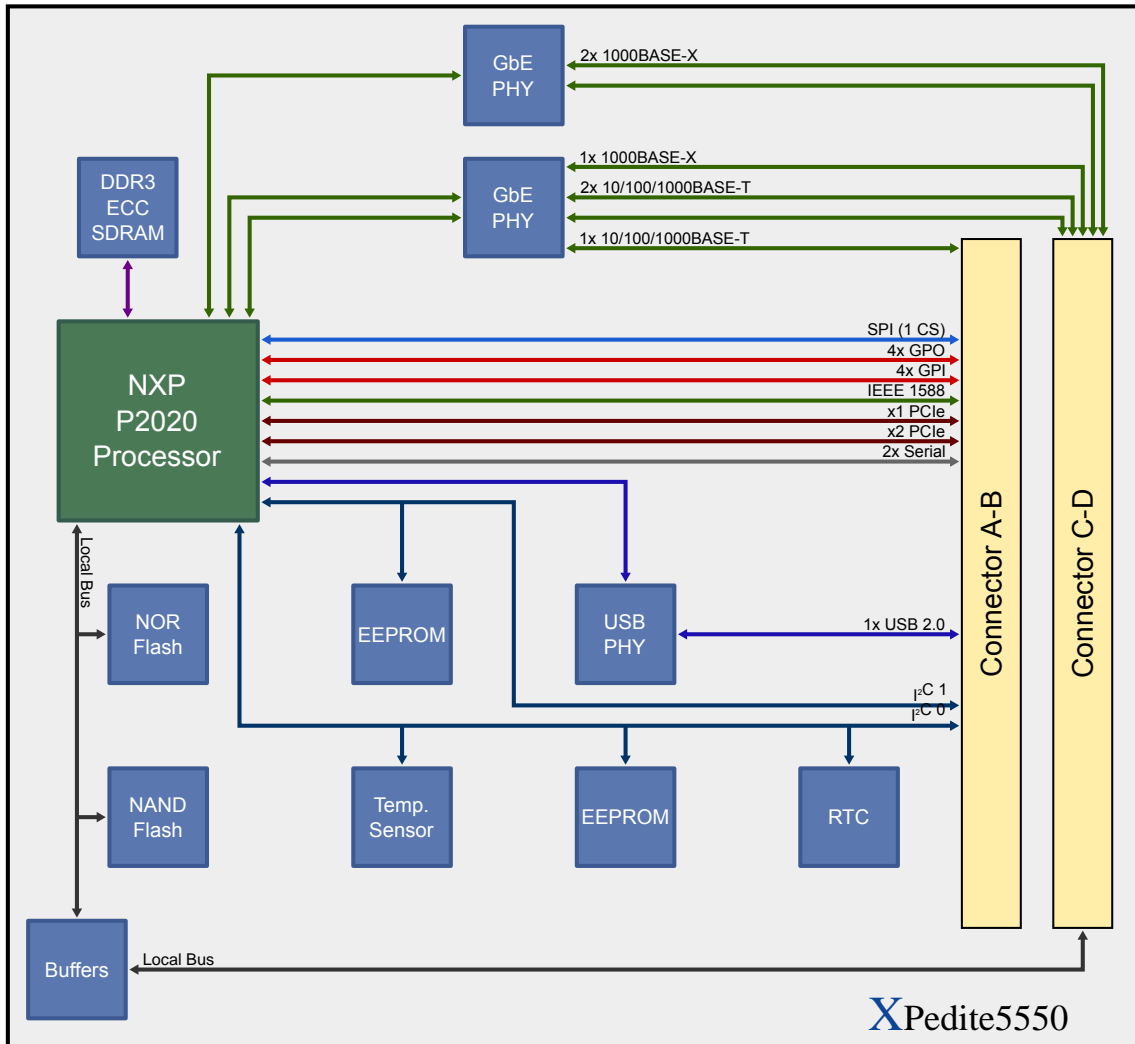 GbE
PHY
2x 1000BASE-X
DDR3
ECC
SDRAM
GbE
PHY
1x 1000BASE-X
2x 10/100/1000BASE-T
1x 10/100/1000BASE-T
NXP
P2020
Processor
SPI (1 CS)
4x GPO
4x GPI
IEEE 1588
x1 PCIe
x2 PCIe
2x Serial
Connector A-B
Connector C-D
Local Bus
NOR
Flash
EEPROM
USB
PHY
1x USB 2.0
I²C 1
I²C 0
NAND
Flash
Temp.
Sensor
EEPROM
RTC
Buffers
Local Bus
XPedite5550